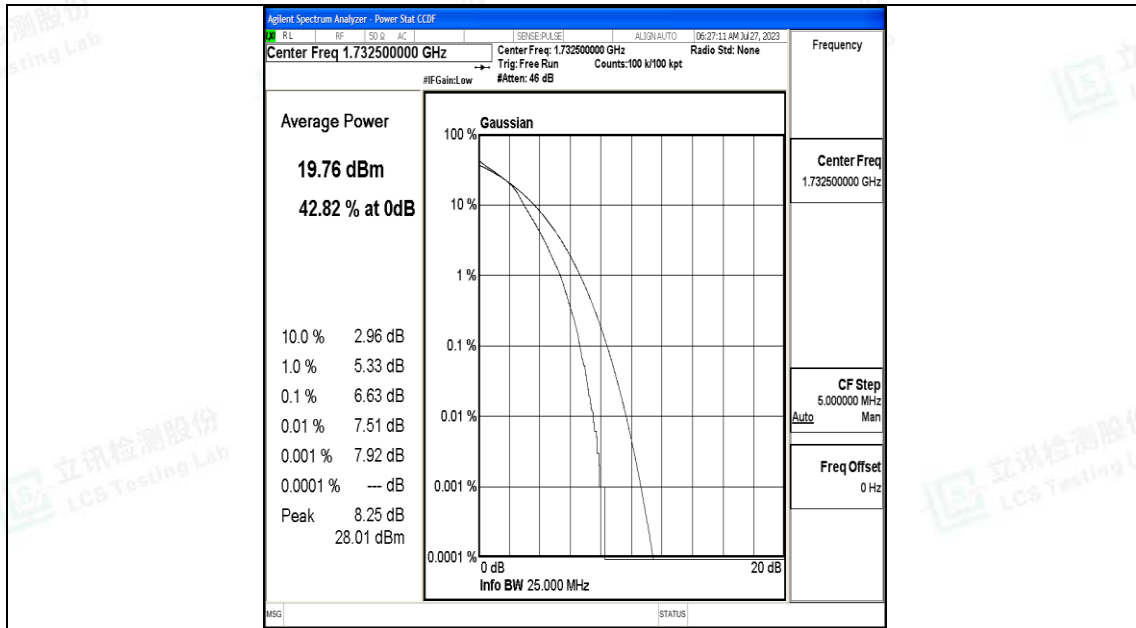 Agilent Spectrum Analyzer - Power Stat CCDF
LXI RL RF 50 Ω AC SENSE:PULSE ALIGN AUTO 06:27:11 AM Jul 27, 2023
Center Freq 1.732500000 GHz
Center Freq: 1.732500000 GHz Radio Std: None
Trig: Free Run Counts:100 k/100 kpt
#IFGain:Low #Atten: 46 dB
Frequency
Average Power
19.76 dBm
42.82 % at 0dB
10.0 % 2.96 dB
1.0 % 5.33 dB
0.1 % 6.63 dB
0.01 % 7.51 dB
0.001 % 7.92 dB
0.0001 % --- dB
Peak 8.25 dB
28.01 dBm
Gaussian
100 %
10 %
1 %
0.1 %
0.01 %
0.001 %
0.0001 %
0 dB 20 dB
Info BW 25.000 MHz
Center Freq
1.732500000 GHz
CF Step
5.000000 MHz
Auto Man
Freq Offset
0 Hz
MSG STATUS
立讯检测股份
LCS Testing Lab